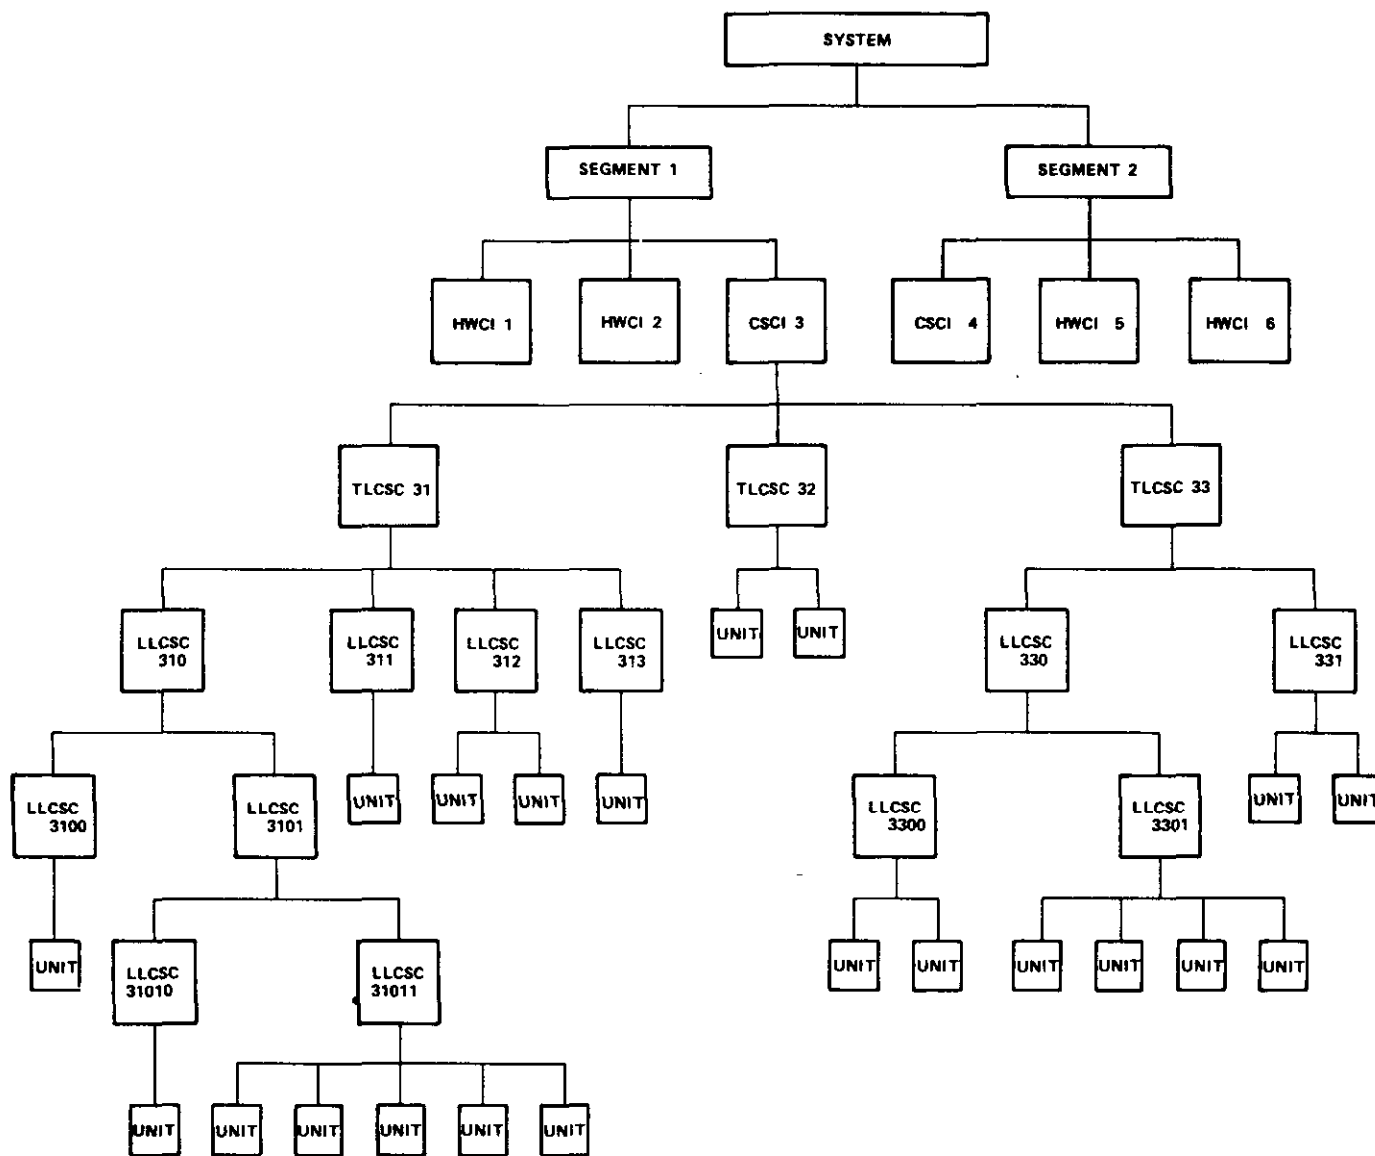 SYSTEM
SEGMENT 1
SEGMENT 2
HWCI 1
HWCI 2
CSCI 3
CSCI 4
HWCI 5
HWCI 6
TLCSC 31
TLCSC 32
TLCSC 33
LLCSC
310
LLCSC
311
LLCSC
312
LLCSC
313
UNIT
UNIT
LLCSC
330
LLCSC
331
LLCSC
3100
LLCSC
3101
UNIT
UNIT
UNIT
UNIT
LLCSC
3300
LLCSC
3301
UNIT
UNIT
UNIT
LLCSC
31010
LLCSC
31011
UNIT
UNIT
UNIT
UNIT
UNIT
UNIT
UNIT
UNIT
UNIT
UNIT
UNIT
UNIT